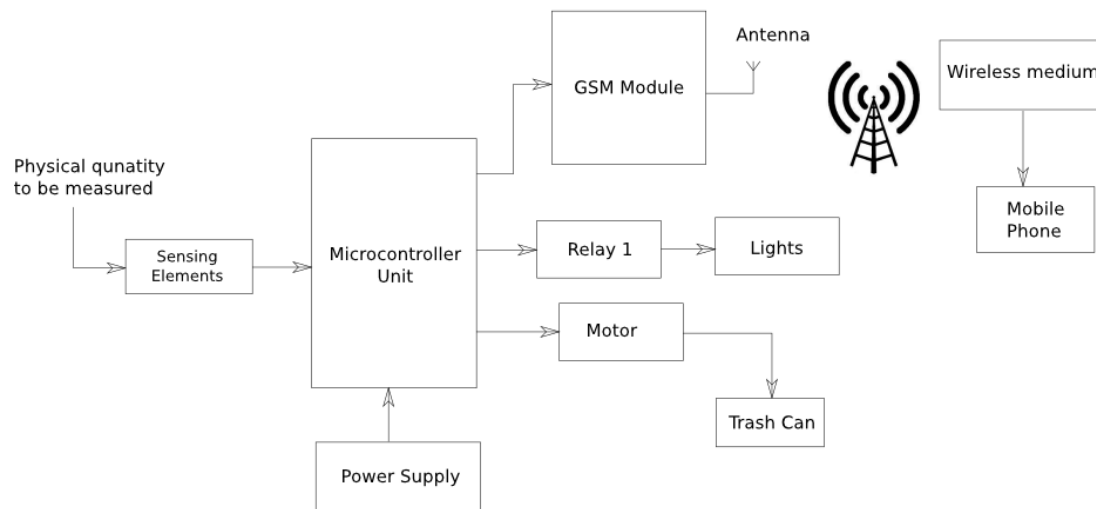 Antenna
Wireless medium
GSM Module
Physical qunatity
to be measured
Mobile
Phone
Microcontroller
Unit
Relay 1
Lights
Sensing
Elements
Motor
Trash Can
Power Supply